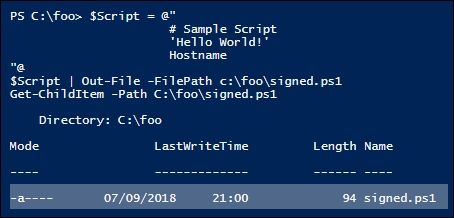 PS C:\foo> $Script = @"
# Sample Script
'Hello World!'
Hostname
"@
$Script | Out-File -FilePath c:\foo\signed.ps1
Get-ChildItem -Path C:\foo\signed.ps1
Directory: C:\foo
Mode LastWriteTime Length Name
---- ------------- ------ ----
-a---- 07/09/2018 21:00 94 signed.ps1